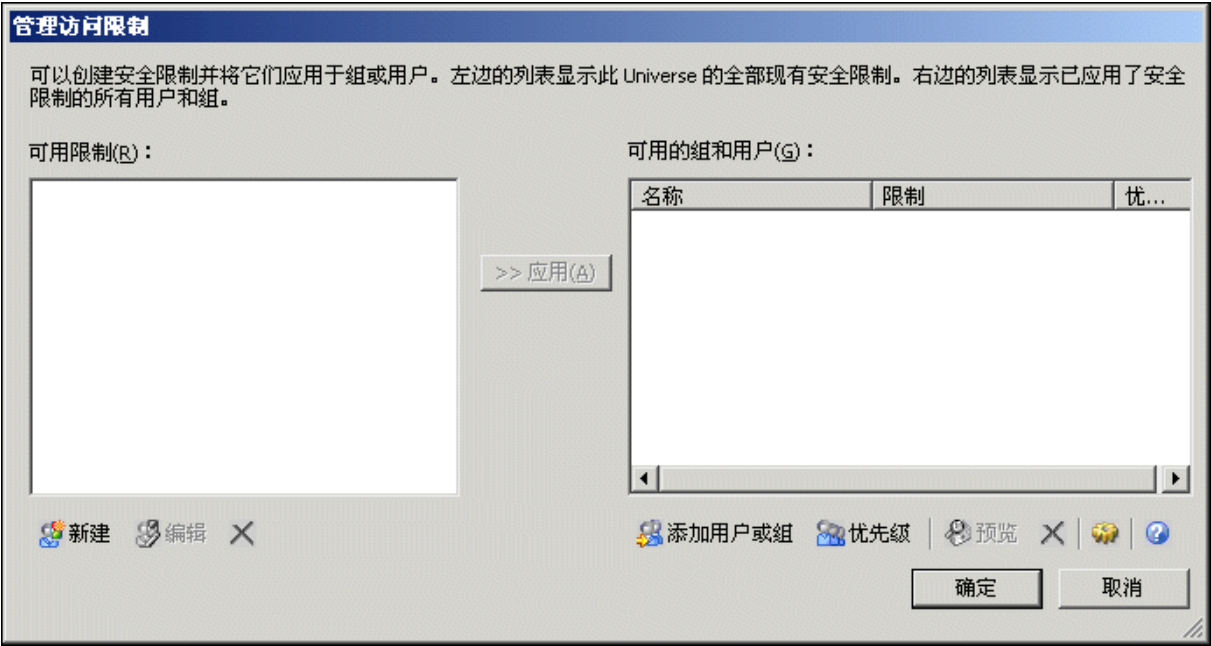 管理访问限制
可以创建安全限制并将它们应用于组或用户。左边的列表显示此 Universe 的全部现有安全限制。右边的列表显示已应用了安全
限制的所有用户和组。
可用限制(R)：
可用的组和用户(G)：
名称 限制 优...
>> 应用(A)
新建 编辑 添加用户或组 优先级 预览
确定 取消